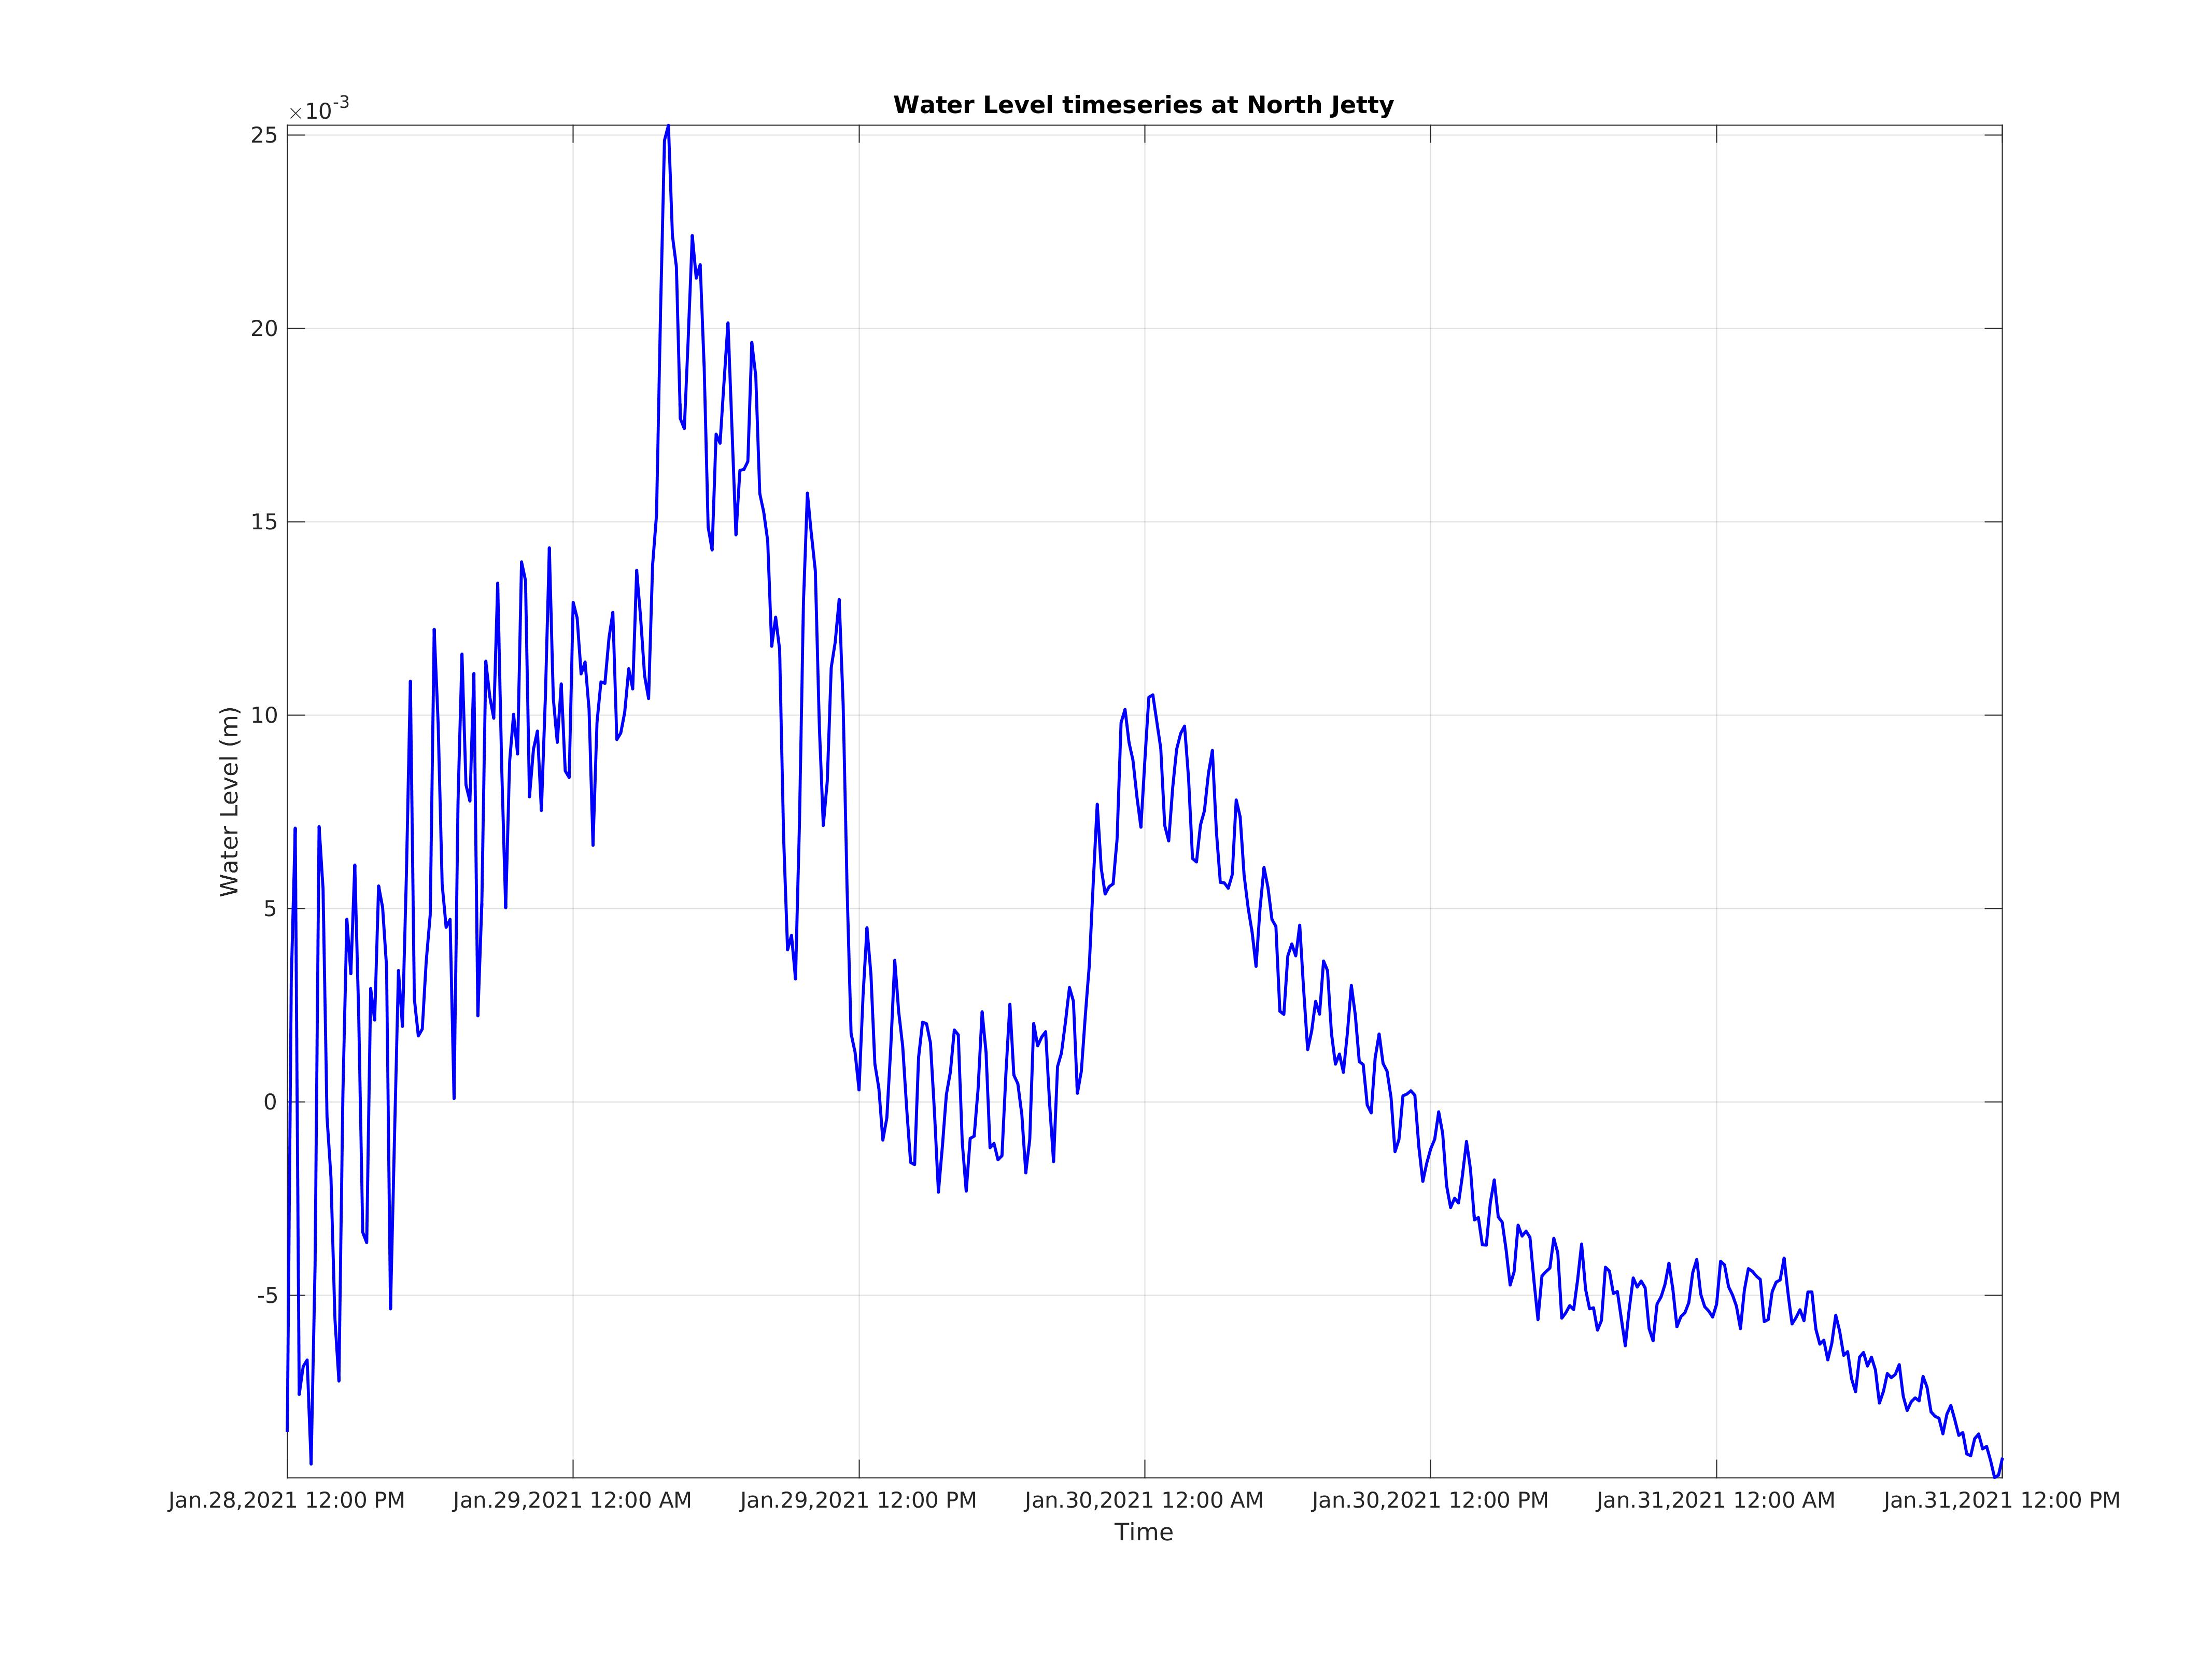 Water Level timeseries at North Jetty
×10-3
25
20
15
10
5
0
-5
Water Level (m)
Jan.28,2021 12:00 PM
Jan.29,2021 12:00 AM
Jan.29,2021 12:00 PM
Jan.30,2021 12:00 AM
Jan.30,2021 12:00 PM
Jan.31,2021 12:00 AM
Jan.31,2021 12:00 PM
Time